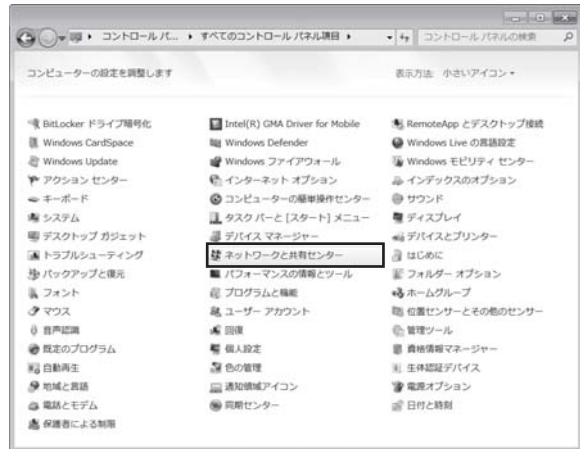 コントロール パ... ▶ すべてのコントロール パネル項目 ▶ コントロール パネルの検索
コンピューターの設定を調整します 表示方法: 小さいアイコン
BitLocker ドライブ暗号化 Intel(R) GMA Driver for Mobile RemoteApp とデスクトップ接続
Windows CardSpace Windows Defender Windows Live の言語設定
Windows Update Windows ファイアウォール Windows モビリティ センター
アクション センター インターネット オプション インデックスのオプション
キーボード コンピューターの簡単操作センター サウンド
システム タスク バーと [スタート] メニュー ディスプレイ
デスクトップ ガジェット デバイス マネージャー デバイスとプリンター
トラブルシューティング ネットワークと共有センター はじめに
バックアップと復元 パフォーマンスの情報とツール フォルダー オプション
フォント プログラムと機能 ホームグループ
マウス ユーザー アカウント 位置センサーとその他のセンサー
音声認識 回復 管理ツール
既定のプログラム 個人設定 資格情報マネージャー
自動再生 色の管理 生体認証デバイス
地域と言語 通知領域アイコン 電源オプション
電話とモデム 同期センター 日付と時刻
保護者による制限